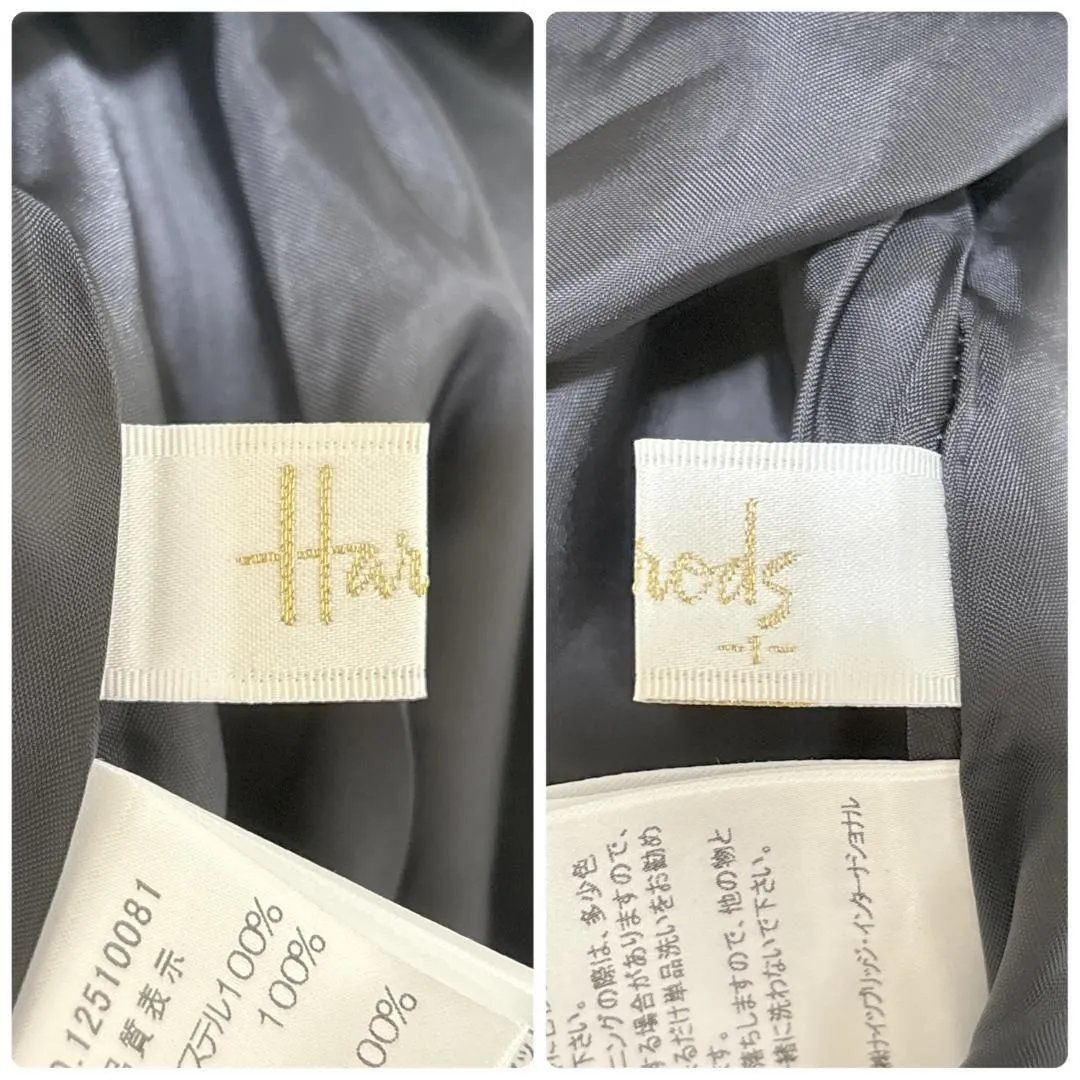 Har
O.12510081
品質表示
ステル100%
100%
00%
rods
ニングの際は、多少色
する場合がありますので、
るだけ単品洗いをお勧め
す。
落ちしますので、他の物と
緒に洗わないで下さい。
㈱ナイツブリッジ・インターナショナル